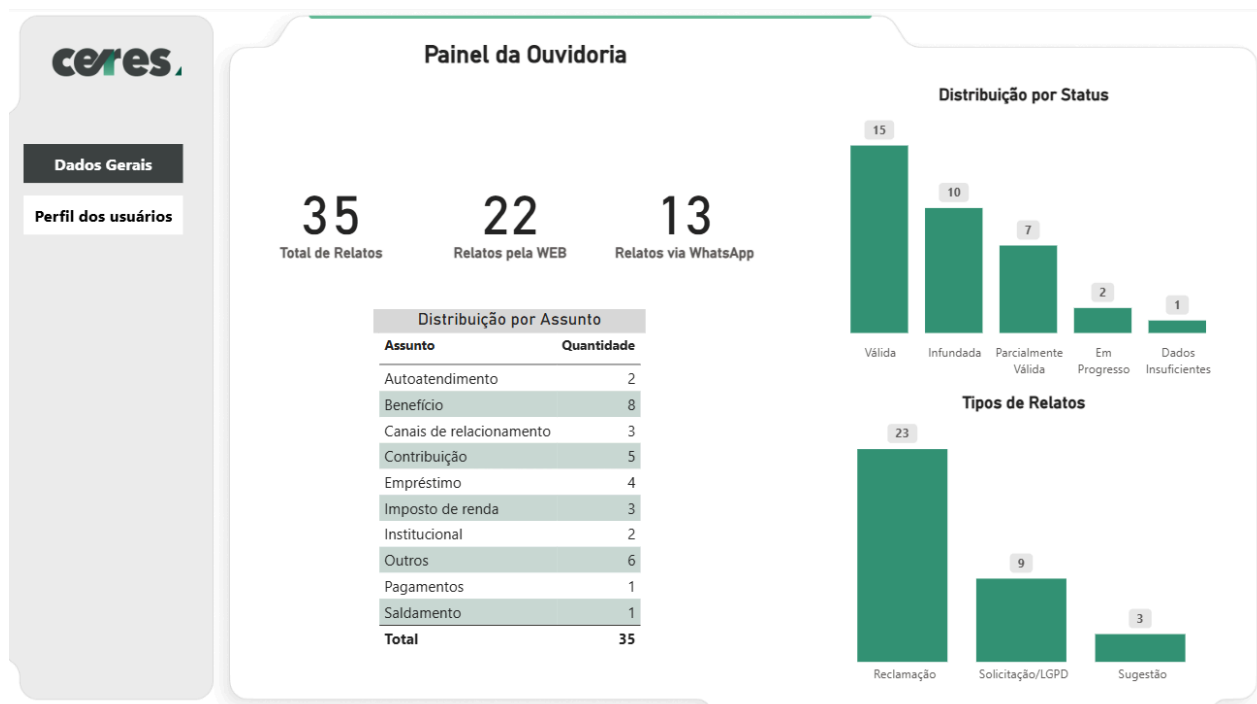 ceres.
Painel da Ouvidoria
Dados Gerais
Perfil dos usuários
35
Total de Relatos
22
Relatos pela WEB
13
Relatos via WhatsApp
Distribuição por Assunto
Assunto Quantidade
Autoatendimento 2
Benefício 8
Canais de relacionamento 3
Contribuição 5
Empréstimo 4
Imposto de renda 3
Institucional 2
Outros 6
Pagamentos 1
Saldamento 1
Total 35
Distribuição por Status
15
10
7
2
1
Válida
Infundada
Parcialmente
Válida
Em
Progresso
Dados
Insuficientes
Tipos de Relatos
23
9
3
Reclamação
Solicitação/LGPD
Sugestão